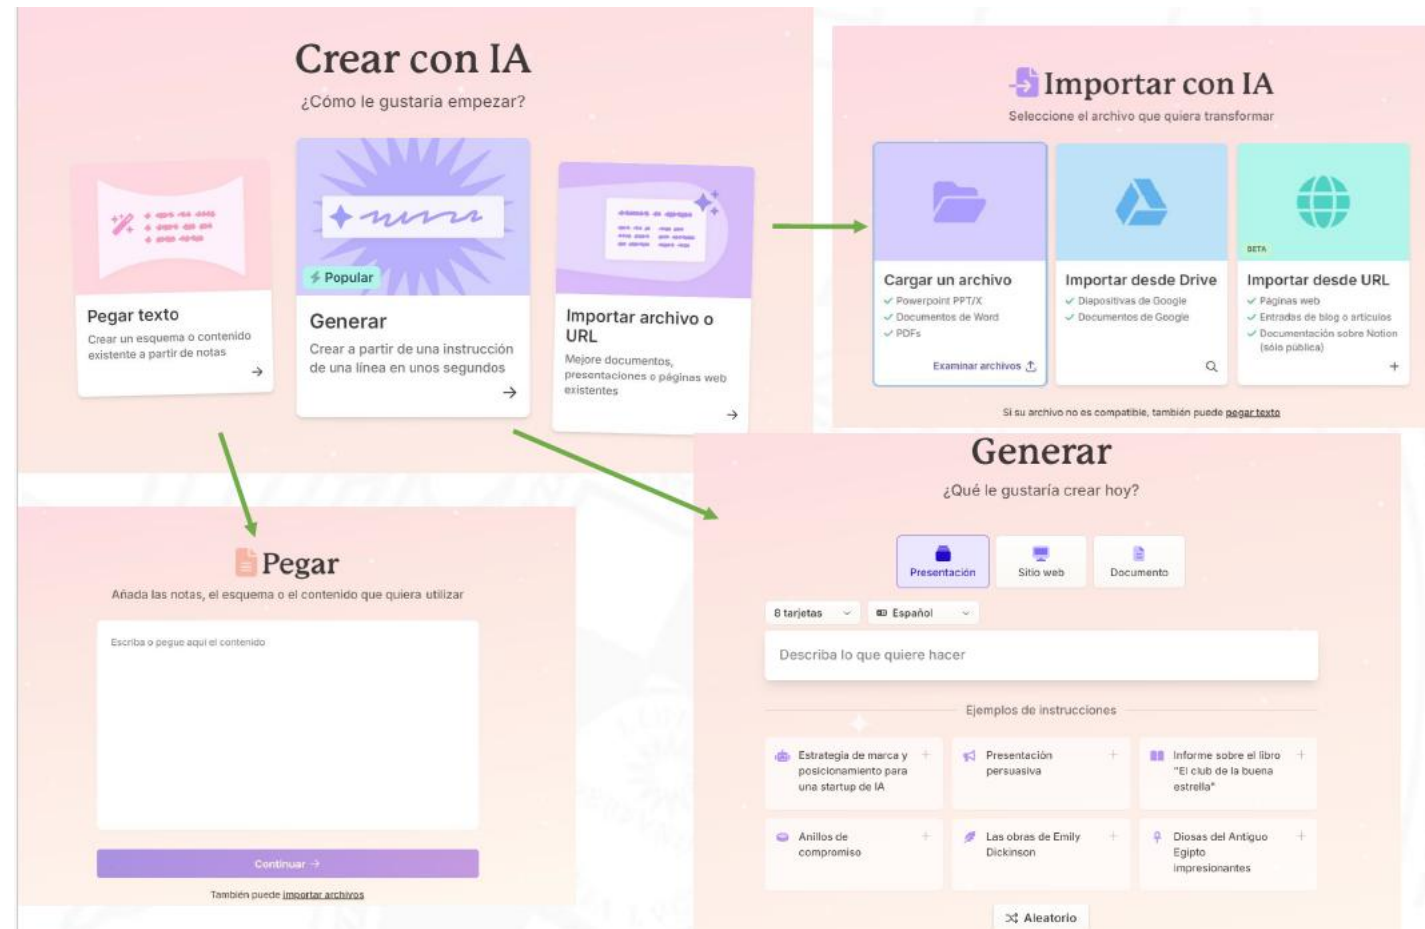 Crear con IA
¿Cómo le gustaría empezar?
Pegar texto
Crear un esquema o contenido
existente a partir de notas
Popular
Generar
Crear a partir de una instrucción
de una línea en unos segundos
Importar archivo o
URL
Mejore documentos,
presentaciones o páginas web
existentes
Importar con IA
Seleccione el archivo que quiera transformar
Cargar un archivo
Powerpoint PPT/X
Documentos de Word
PDFs
Examinar archivos
Importar desde Drive
Diapositivas de Google
Documentos de Google
BETA
Importar desde URL
Páginas web
Entradas de blog o artículos
Documentación sobre Notion
(sólo pública)
Si su archivo no es compatible, también puede pegar texto
Pegar
Añada las notas, el esquema o el contenido que quiera utilizar
Escriba o pegue aquí el contenido
Continuar
También puede importar archivos
Generar
¿Qué le gustaría crear hoy?
Presentación
Sitio web
Documento
8 tarjetas
Español
Describa lo que quiere hacer
Ejemplos de instrucciones
Estrategia de marca y
posicionamiento para
una startup de IA
Presentación
persuasiva
Informe sobre el libro
"El club de la buena
estrella"
Anillos de
compromiso
Las obras de Emily
Dickinson
Diosas del Antiguo
Egipto
impresionantes
Aleatorio